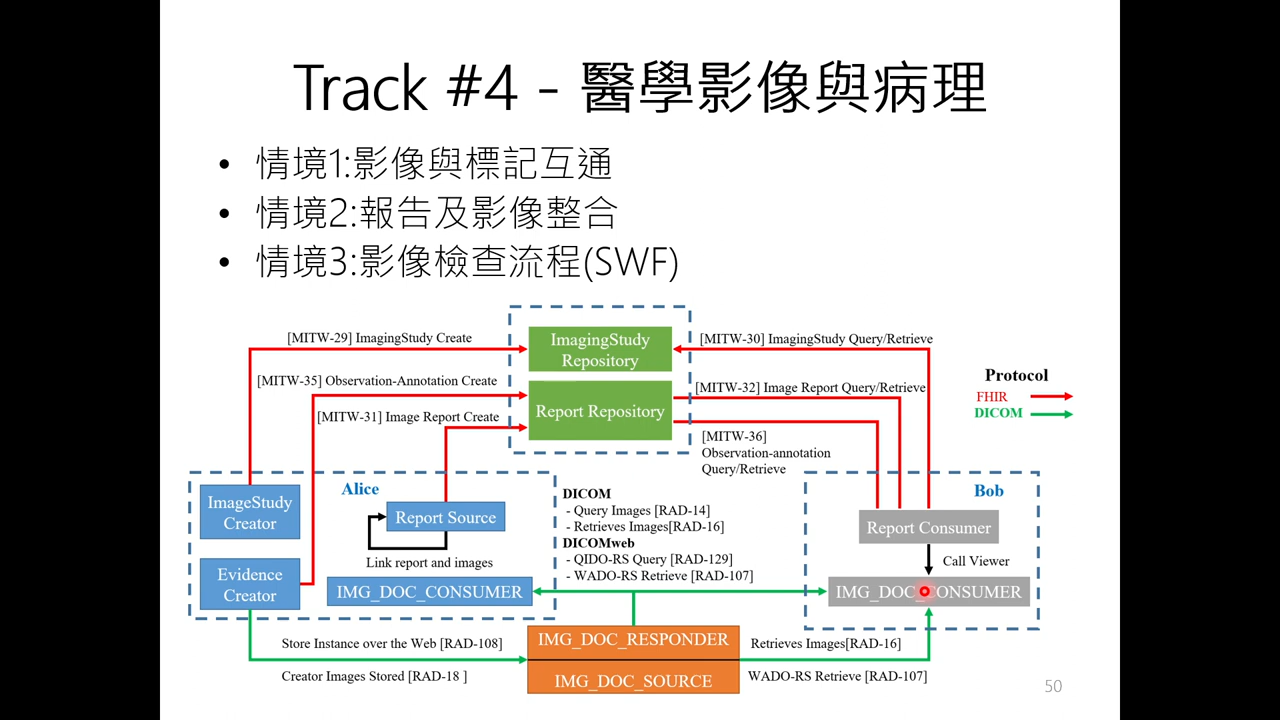 Track #4 - 醫學影像與病理
• 情境1:影像與標記互通
• 情境2:報告及影像整合
• 情境3:影像檢查流程(SWF)
[MITW-29] ImagingStudy Create
ImagingStudy
Repository
[MITW-30] ImagingStudy Query/Retrieve
[MITW-35] Observation-Annotation Create
[MITW-31] Image Report Create
Report Repository
[MITW-32] Image Report Query/Retrieve
[MITW-36]
Observation-annotation
Query/Retrieve
Protocol
FHIR
DICOM
Alice
ImageStudy
Creator
Report Source
Link report and images
Evidence
Creator
IMG_DOC_CONSUMER
DICOM
- Query Images [RAD-14]
- Retrieves Images[RAD-16]
DICOMweb
- QIDO-RS Query [RAD-129]
- WADO-RS Retrieve [RAD-107]
Bob
Report Consumer
Call Viewer
IMG_DOC_CONSUMER
Store Instance over the Web [RAD-108]
Creator Images Stored [RAD-18 ]
IMG_DOC_RESPONDER
IMG_DOC_SOURCE
Retrieves Images[RAD-16]
WADO-RS Retrieve [RAD-107]
50